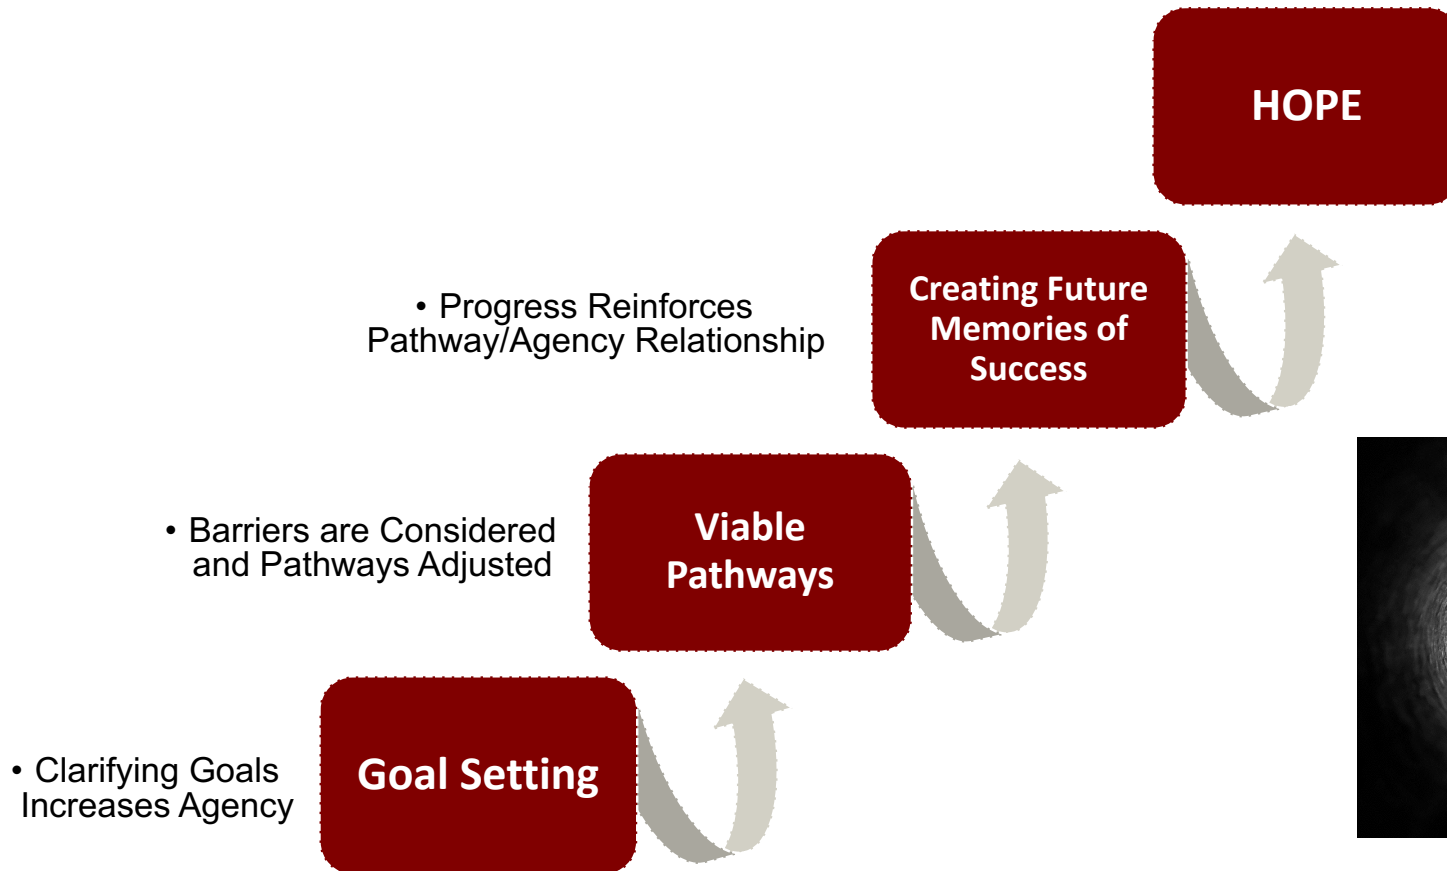 HOPE
• Progress Reinforces
Pathway/Agency Relationship
Creating Future
Memories of
Success
• Barriers are Considered
and Pathways Adjusted
Viable
Pathways
• Clarifying Goals
Increases Agency
Goal Setting